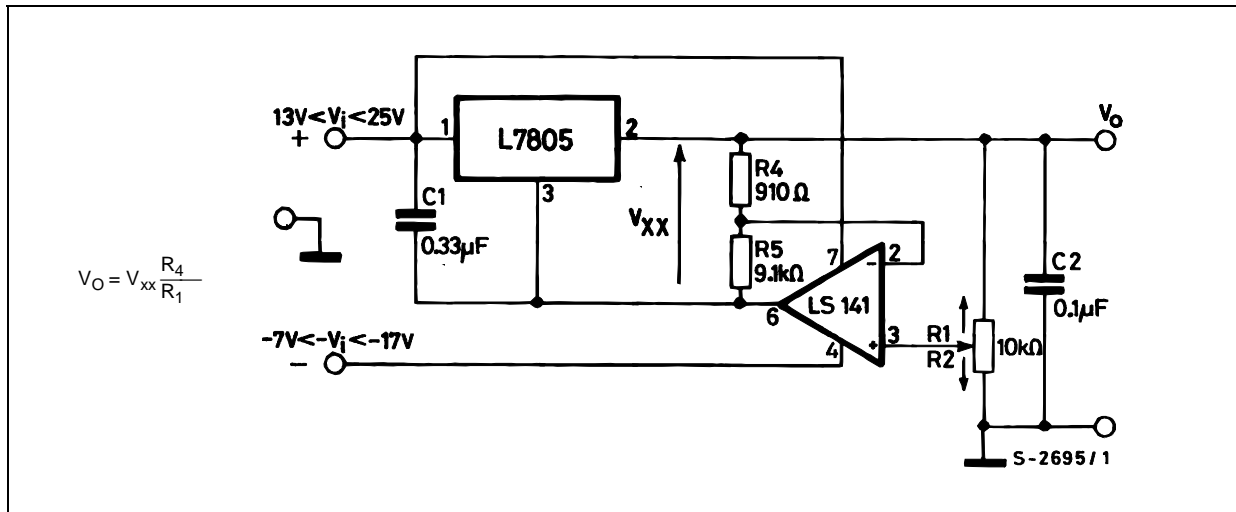 13V<Vi<25V
+
1
L7805
2
3
C1
0.33µF
VXX
R4
910Ω
R5
9.1kΩ
7
2
-
LS 141
6
4
+
3
R1
R2
10kΩ
C2
0.1µF
Vo
VO = Vxx R4
R1
-7V<-Vi<-17V
–
S-2695/1